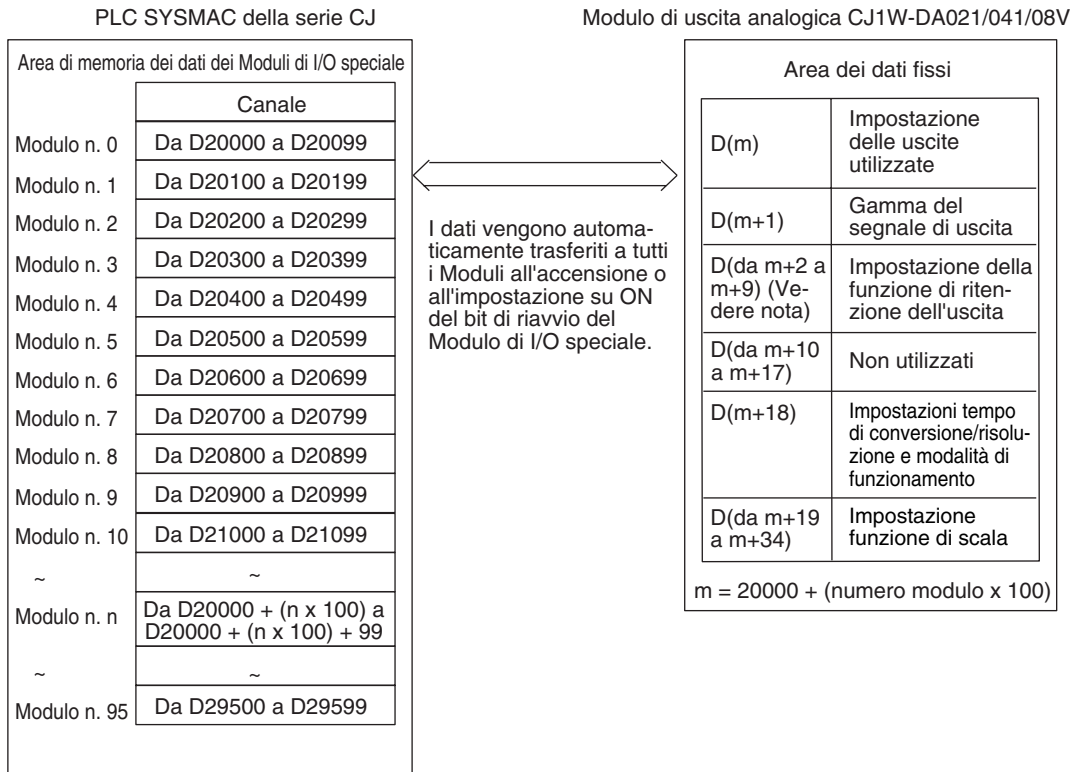 PLC SYSMAC della serie CJ
Area di memoria dei dati dei Moduli di I/O speciale
Canale
Modulo n. 0 Da D20000 a D20099
Modulo n. 1 Da D20100 a D20199
Modulo n. 2 Da D20200 a D20299
Modulo n. 3 Da D20300 a D20399
Modulo n. 4 Da D20400 a D20499
Modulo n. 5 Da D20500 a D20599
Modulo n. 6 Da D20600 a D20699
Modulo n. 7 Da D20700 a D20799
Modulo n. 8 Da D20800 a D20899
Modulo n. 9 Da D20900 a D20999
Modulo n. 10 Da D21000 a D21099
~ ~
Modulo n. n Da D20000 + (n x 100) a
D20000 + (n x 100) + 99
~ ~
Modulo n. 95 Da D29500 a D29599
I dati vengono automa-
ticamente trasferiti a tutti
i Moduli all'accensione o
all'impostazione su ON
del bit di riavvio del
Modulo di I/O speciale.
Modulo di uscita analogica CJ1W-DA021/041/08V
Area dei dati fissi
D(m)
Impostazione
delle uscite
utilizzate
D(m+1)
Gamma del
segnale di uscita
D(da m+2 a
m+9) (Ve-
dere nota)
Impostazione della
funzione di riten-
zione dell'uscita
D(da m+10
a m+17)
Non utilizzati
D(m+18)
Impostazioni tempo
di conversione/risolu-
zione e modalità di
funzionamento
D(da m+19
a m+34)
Impostazione
funzione di scala
m = 20000 + (numero modulo x 100)